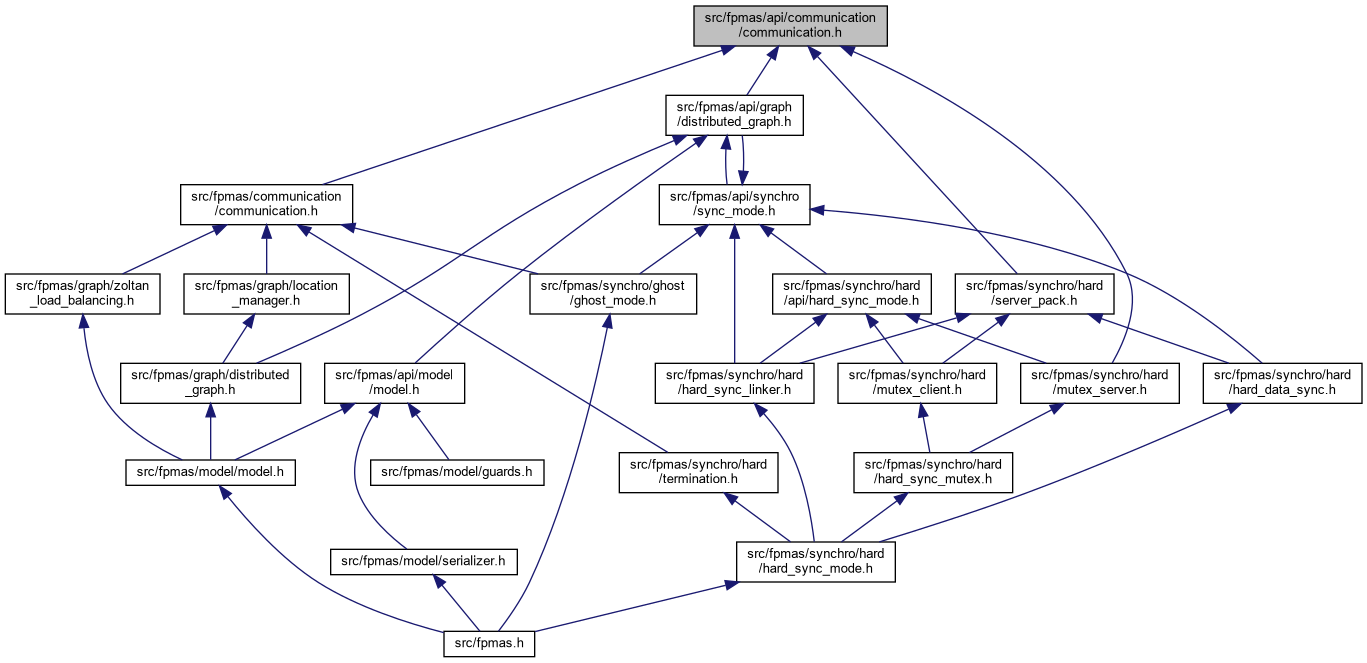 src/fpmas/api/communication
/communication.h
src/fpmas/api/graph
/distributed_graph.h
src/fpmas/communication
/communication.h
src/fpmas/api/synchro
/sync_mode.h
src/fpmas/graph/zoltan
_load_balancing.h
src/fpmas/graph/location
_manager.h
src/fpmas/synchro/ghost
/ghost_mode.h
src/fpmas/synchro/hard
/api/hard_sync_mode.h
src/fpmas/synchro/hard
/server_pack.h
src/fpmas/graph/distributed
_graph.h
src/fpmas/api/model
/model.h
src/fpmas/synchro/hard
/hard_sync_linker.h
src/fpmas/synchro/hard
/mutex_client.h
src/fpmas/synchro/hard
/mutex_server.h
src/fpmas/synchro/hard
/hard_data_sync.h
src/fpmas/model/model.h
src/fpmas/model/guards.h
src/fpmas/synchro/hard
/termination.h
src/fpmas/synchro/hard
/hard_sync_mutex.h
src/fpmas/model/serializer.h
src/fpmas/synchro/hard
/hard_sync_mode.h
src/fpmas.h